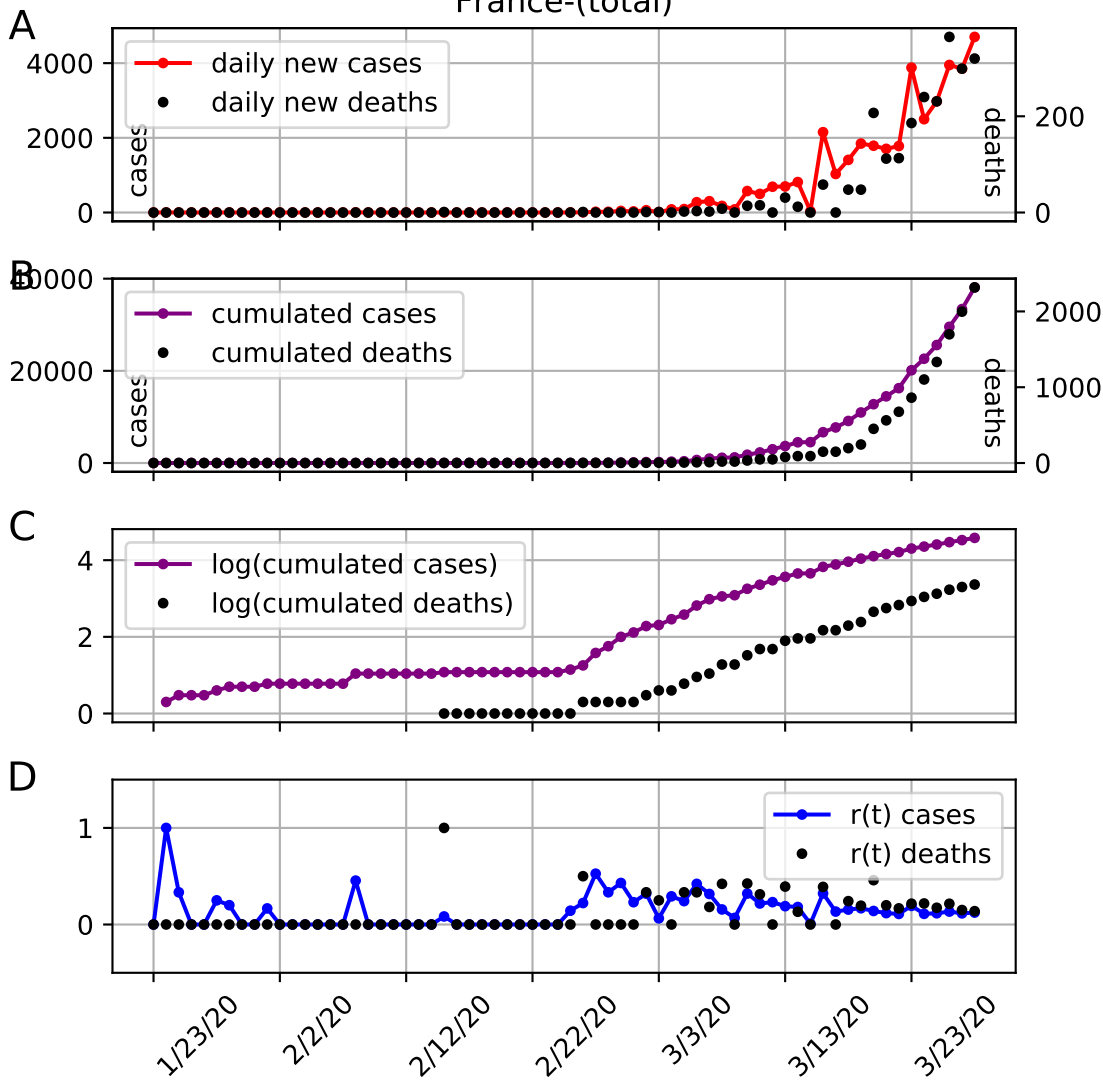 France-(total)
A
daily new cases
daily new deaths
4000
2000
0
cases
200
0
deaths
B
40000
20000
0
cumulated cases
cumulated deaths
cases
2000
1000
0
deaths
C
log(cumulated cases)
log(cumulated deaths)
4
2
0
D
r(t) cases
r(t) deaths
1
0
1/23/20
2/2/20
2/12/20
2/22/20
3/3/20
3/13/20
3/23/20